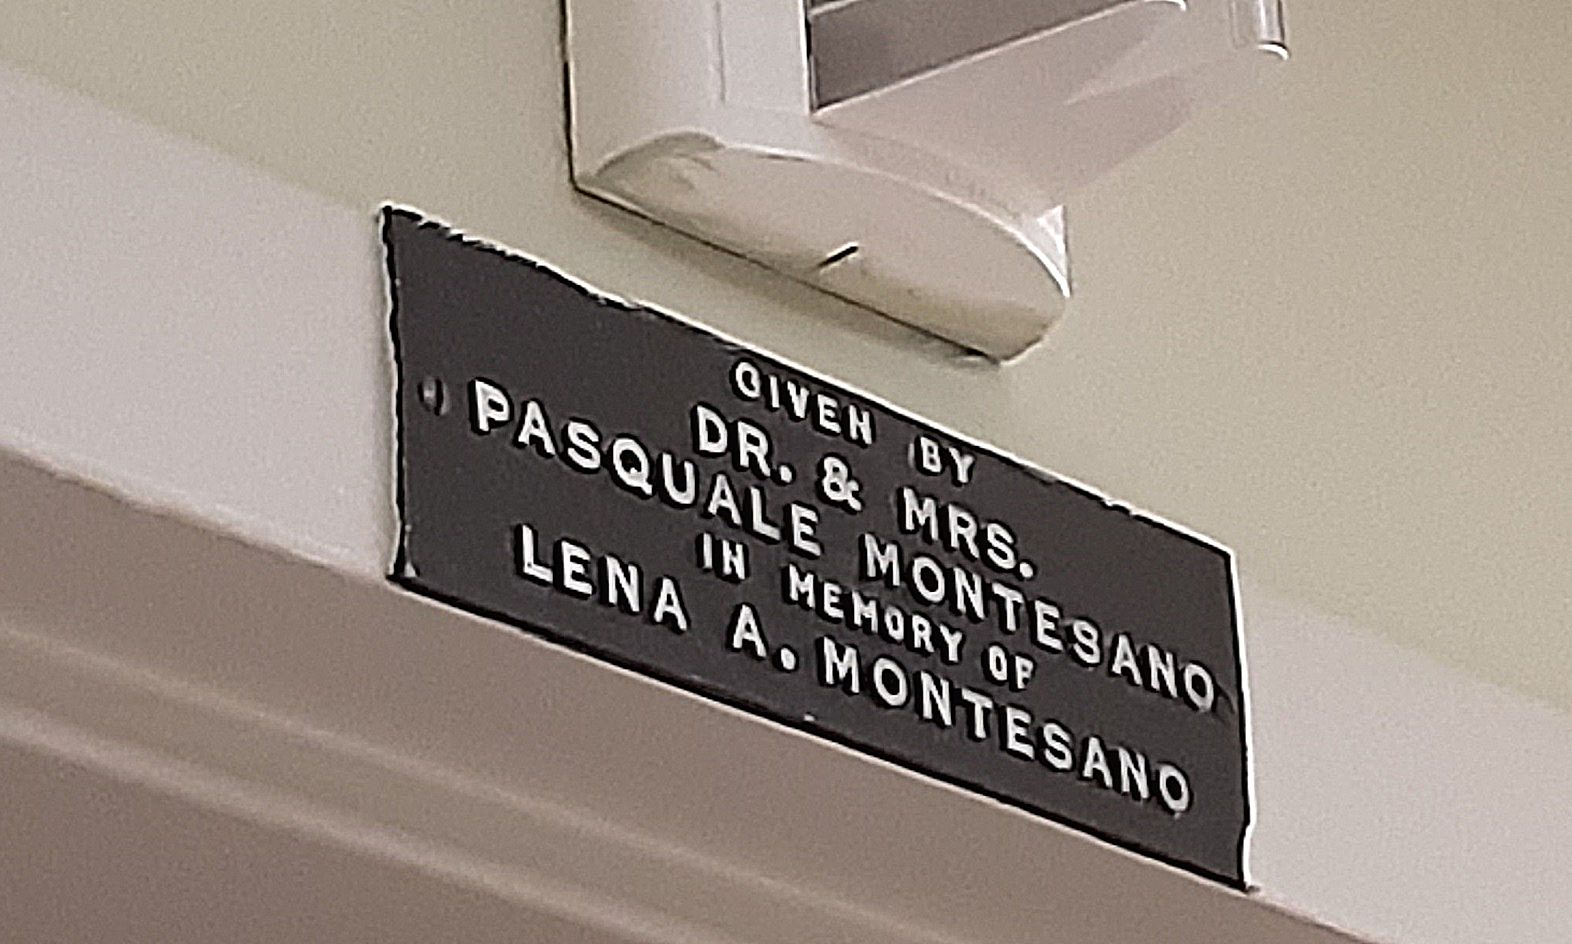 GIVEN BY
DR. & MRS.
PASQUALE MONTESANO
IN MEMORY OF
LENA A. MONTESANO